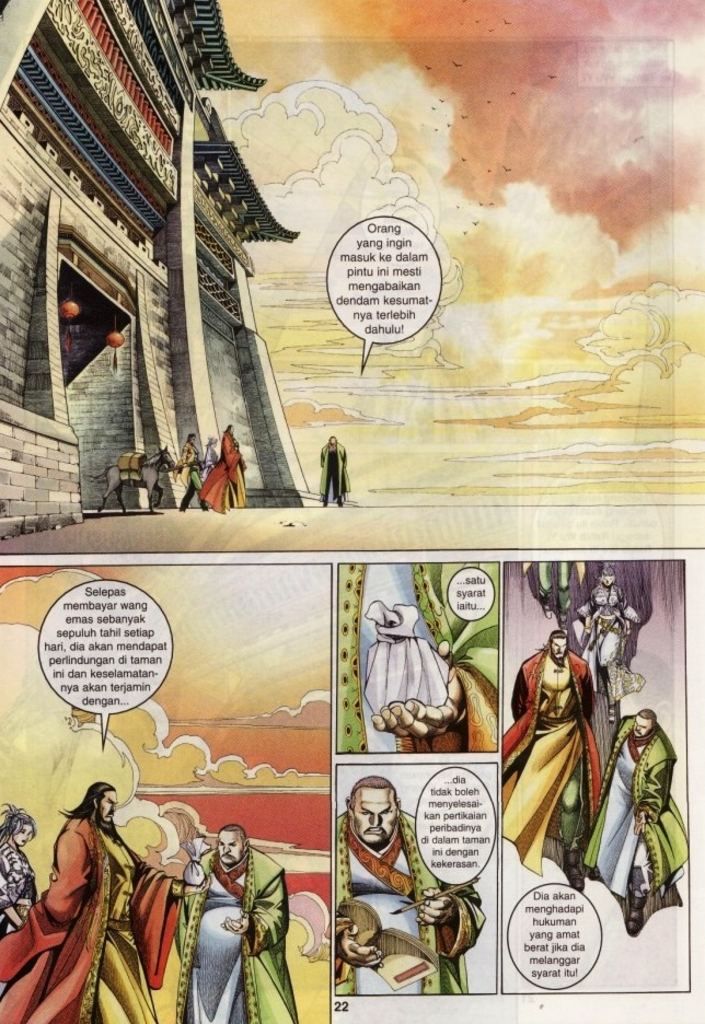 Orang
yang ingin
masuk ke dalam
pintu ini mesti
mengabaikan
dendam kesumat-
nya terlebih
dahulu!
Selepas
membayar wang
emas sebanyak
sepuluh tahil setiap
hari, dia akan mendapat
perlindungan di taman
ini dan keselamatan-
nya akan terjamin
dengan...
...satu
syarat
iaitu...
...dia
tidak boleh
menyelesai-
kan pertikaian
peribadinya
di dalam taman
ini dengan
kekerasan.
Dia akan
menghadapi
hukuman
yang amat
berat jika dia
melanggar
syarat itu!
22